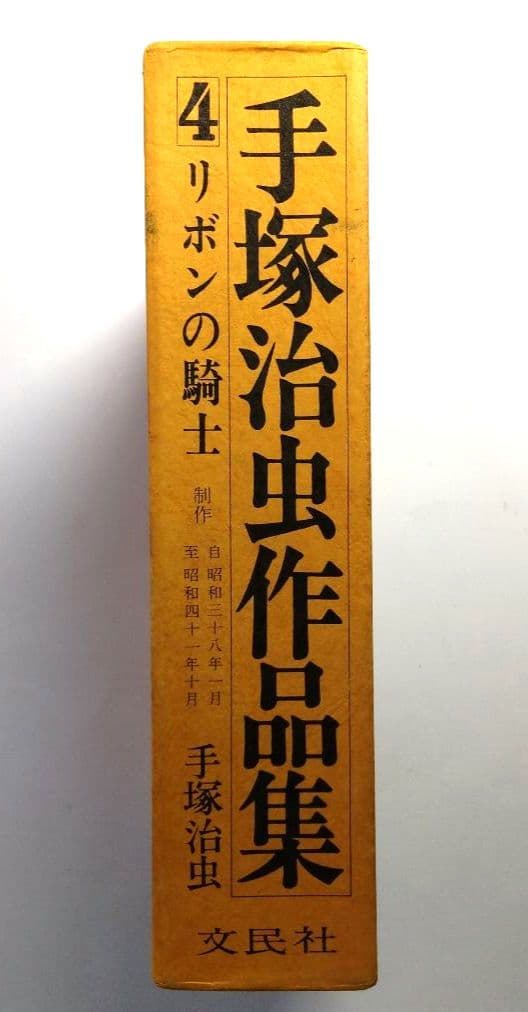 手塚治虫作品集
4 リボンの騎士
制作
自昭和三十八年一月
至昭和四十一年十月
手塚治虫
文民社